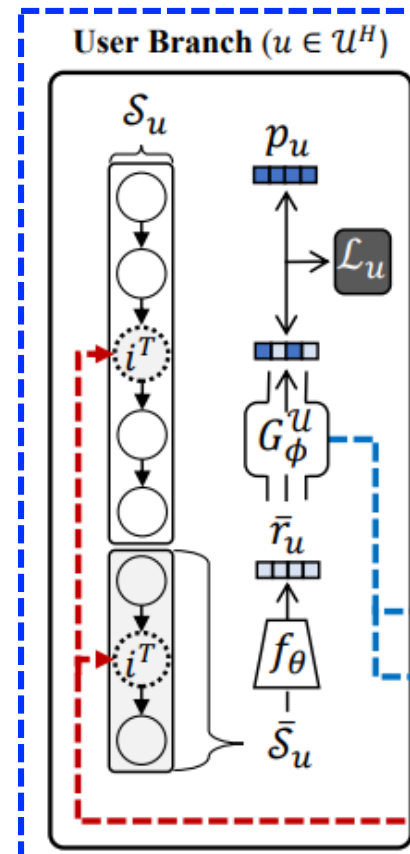 User Branch (u ∈ 𝒰^H)
𝒮_u
p_u
ℒ_u
i^T
G_ϕ^𝒰
r̄_u
i^T
f_θ
𝒮̄_u